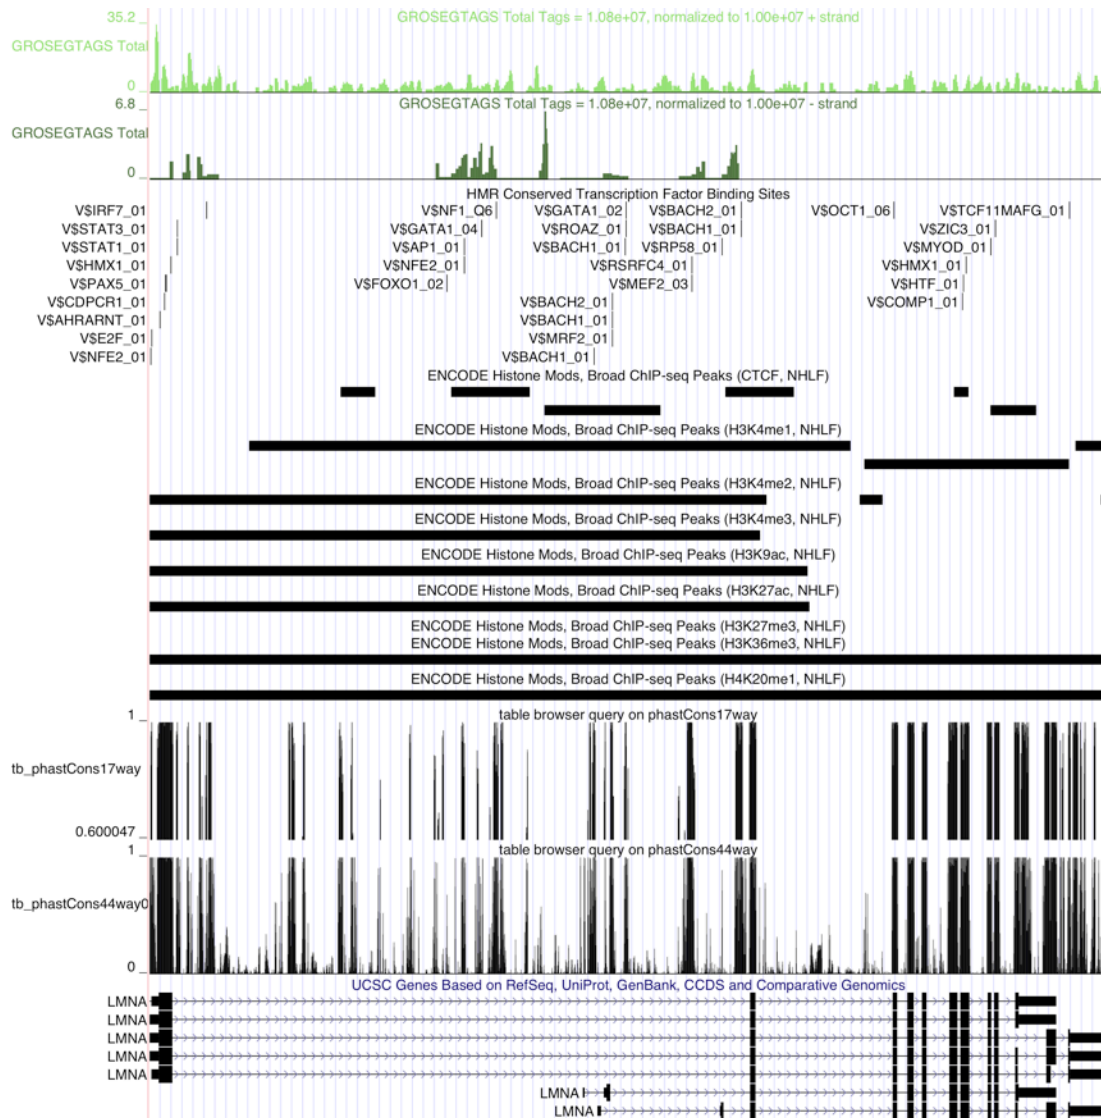 35.2
GROSEGTAGS Total Tags = 1.08e+07, normalized to 1.00e+07 + strand
GROSEGTAGS Total
0
6.8
GROSEGTAGS Total Tags = 1.08e+07, normalized to 1.00e+07 - strand
GROSEGTAGS Total
0
HMR Conserved Transcription Factor Binding Sites
V$IRF7_01 V$NF1_Q6 V$GATA1_02 V$BACH2_01 V$OCT1_06 V$TCF11MAFG_01
V$STAT3_01 V$GATA1_04 V$ROAZ_01 V$BACH1_01 V$ZIC3_01
V$STAT1_01 V$AP1_01 V$BACH1_01 V$RP58_01 V$MYOD_01
V$HMX1_01 V$NFE2_01 V$RSRFC4_01 V$HMX1_01
V$PAX5_01 V$FOXO1_02 V$MEF2_03 V$HTF_01
V$CDPCR1_01 V$BACH2_01 V$COMP1_01
V$AHRARNT_01 V$BACH1_01
V$E2F_01 V$MRF2_01
V$NFE2_01 V$BACH1_01
ENCODE Histone Mods, Broad ChIP-seq Peaks (CTCF, NHLF)
ENCODE Histone Mods, Broad ChIP-seq Peaks (H3K4me1, NHLF)
ENCODE Histone Mods, Broad ChIP-seq Peaks (H3K4me2, NHLF)
ENCODE Histone Mods, Broad ChIP-seq Peaks (H3K4me3, NHLF)
ENCODE Histone Mods, Broad ChIP-seq Peaks (H3K9ac, NHLF)
ENCODE Histone Mods, Broad ChIP-seq Peaks (H3K27ac, NHLF)
ENCODE Histone Mods, Broad ChIP-seq Peaks (H3K27me3, NHLF)
ENCODE Histone Mods, Broad ChIP-seq Peaks (H3K36me3, NHLF)
ENCODE Histone Mods, Broad ChIP-seq Peaks (H4K20me1, NHLF)
1
table browser query on phastCons17way
tb_phastCons17way
0.600047
table browser query on phastCons44way
1
tb_phastCons44way0
0
UCSC Genes Based on RefSeq, UniProt, GenBank, CCDS and Comparative Genomics
LMNA
LMNA
LMNA
LMNA
LMNA
LMNA
LMNA